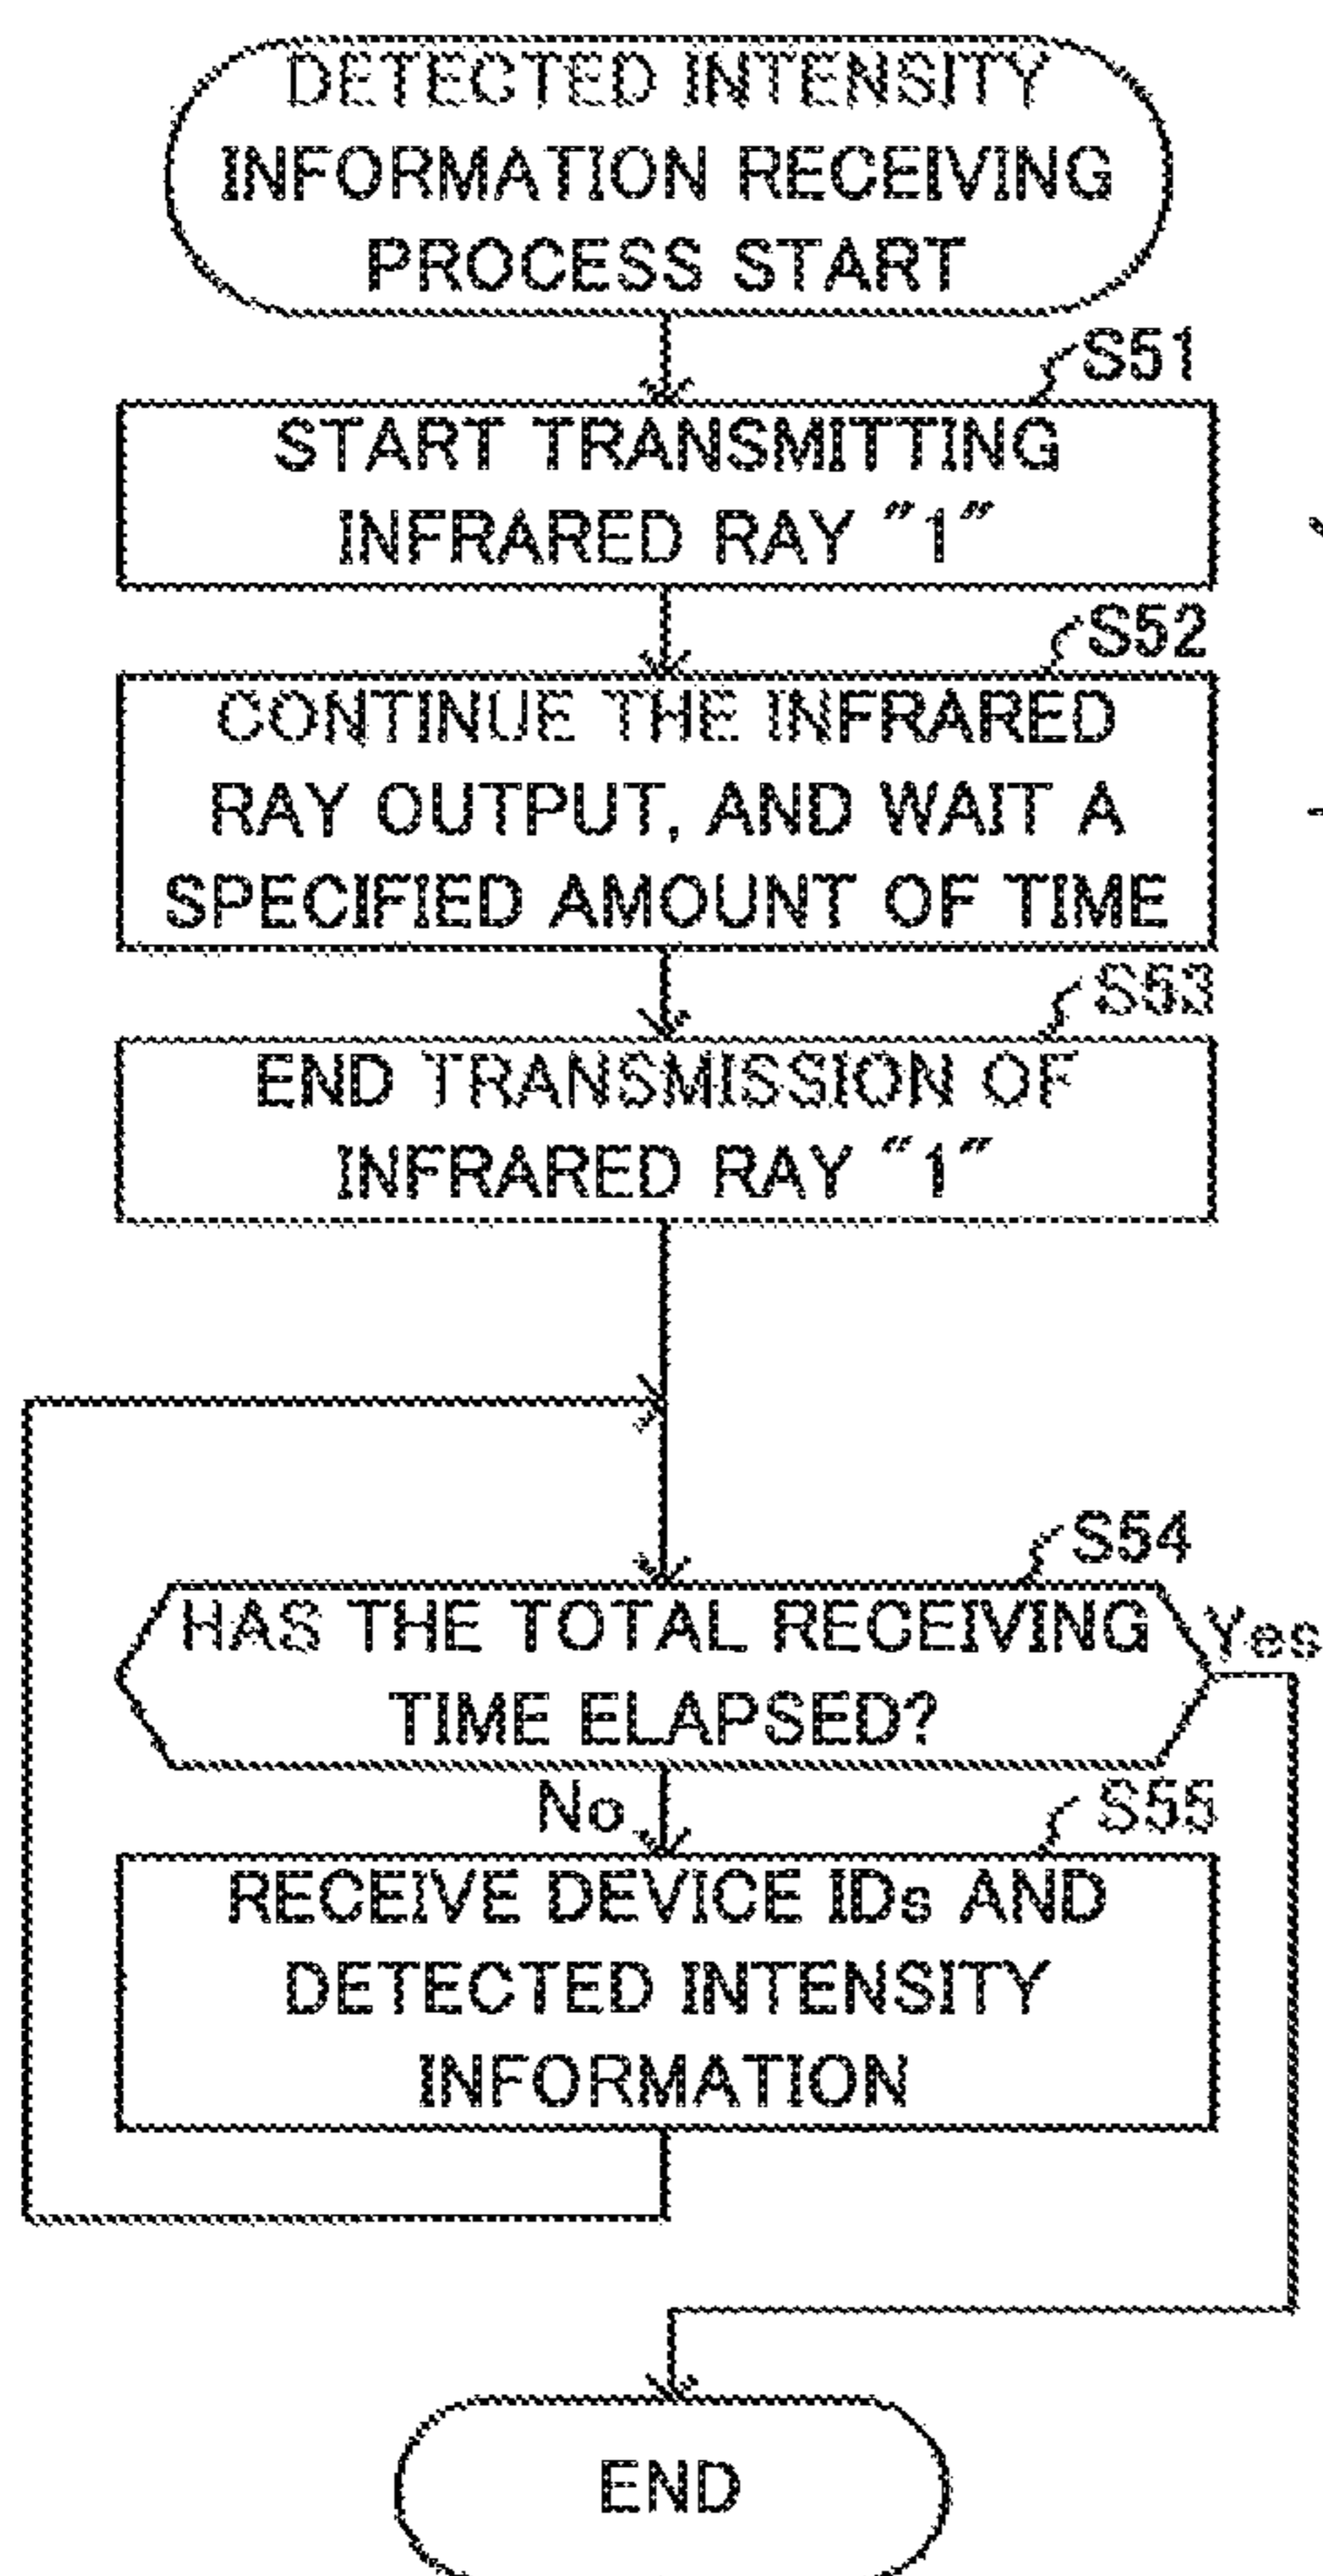 DETECTED INTENSITY
INFORMATION RECEIVING
PROCESS START
S51
START TRANSMITTING
INFRARED RAY "1"
S52
CONTINUE THE INFRARED
RAY OUTPUT, AND WAIT A
SPECIFIED AMOUNT OF TIME
S53
END TRANSMISSION OF
INFRARED RAY "1"
S54
HAS THE TOTAL RECEIVING
TIME ELAPSED?
Yes
No
S55
RECEIVE DEVICE IDs AND
DETECTED INTENSITY
INFORMATION
END